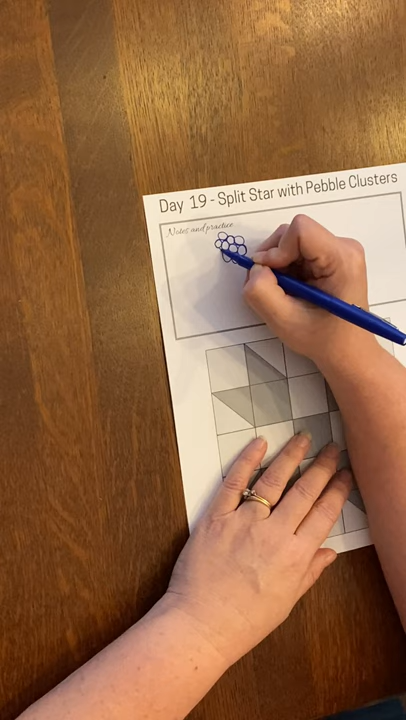 Day 19 - Split Star with Pebble Clusters
Notes and practice